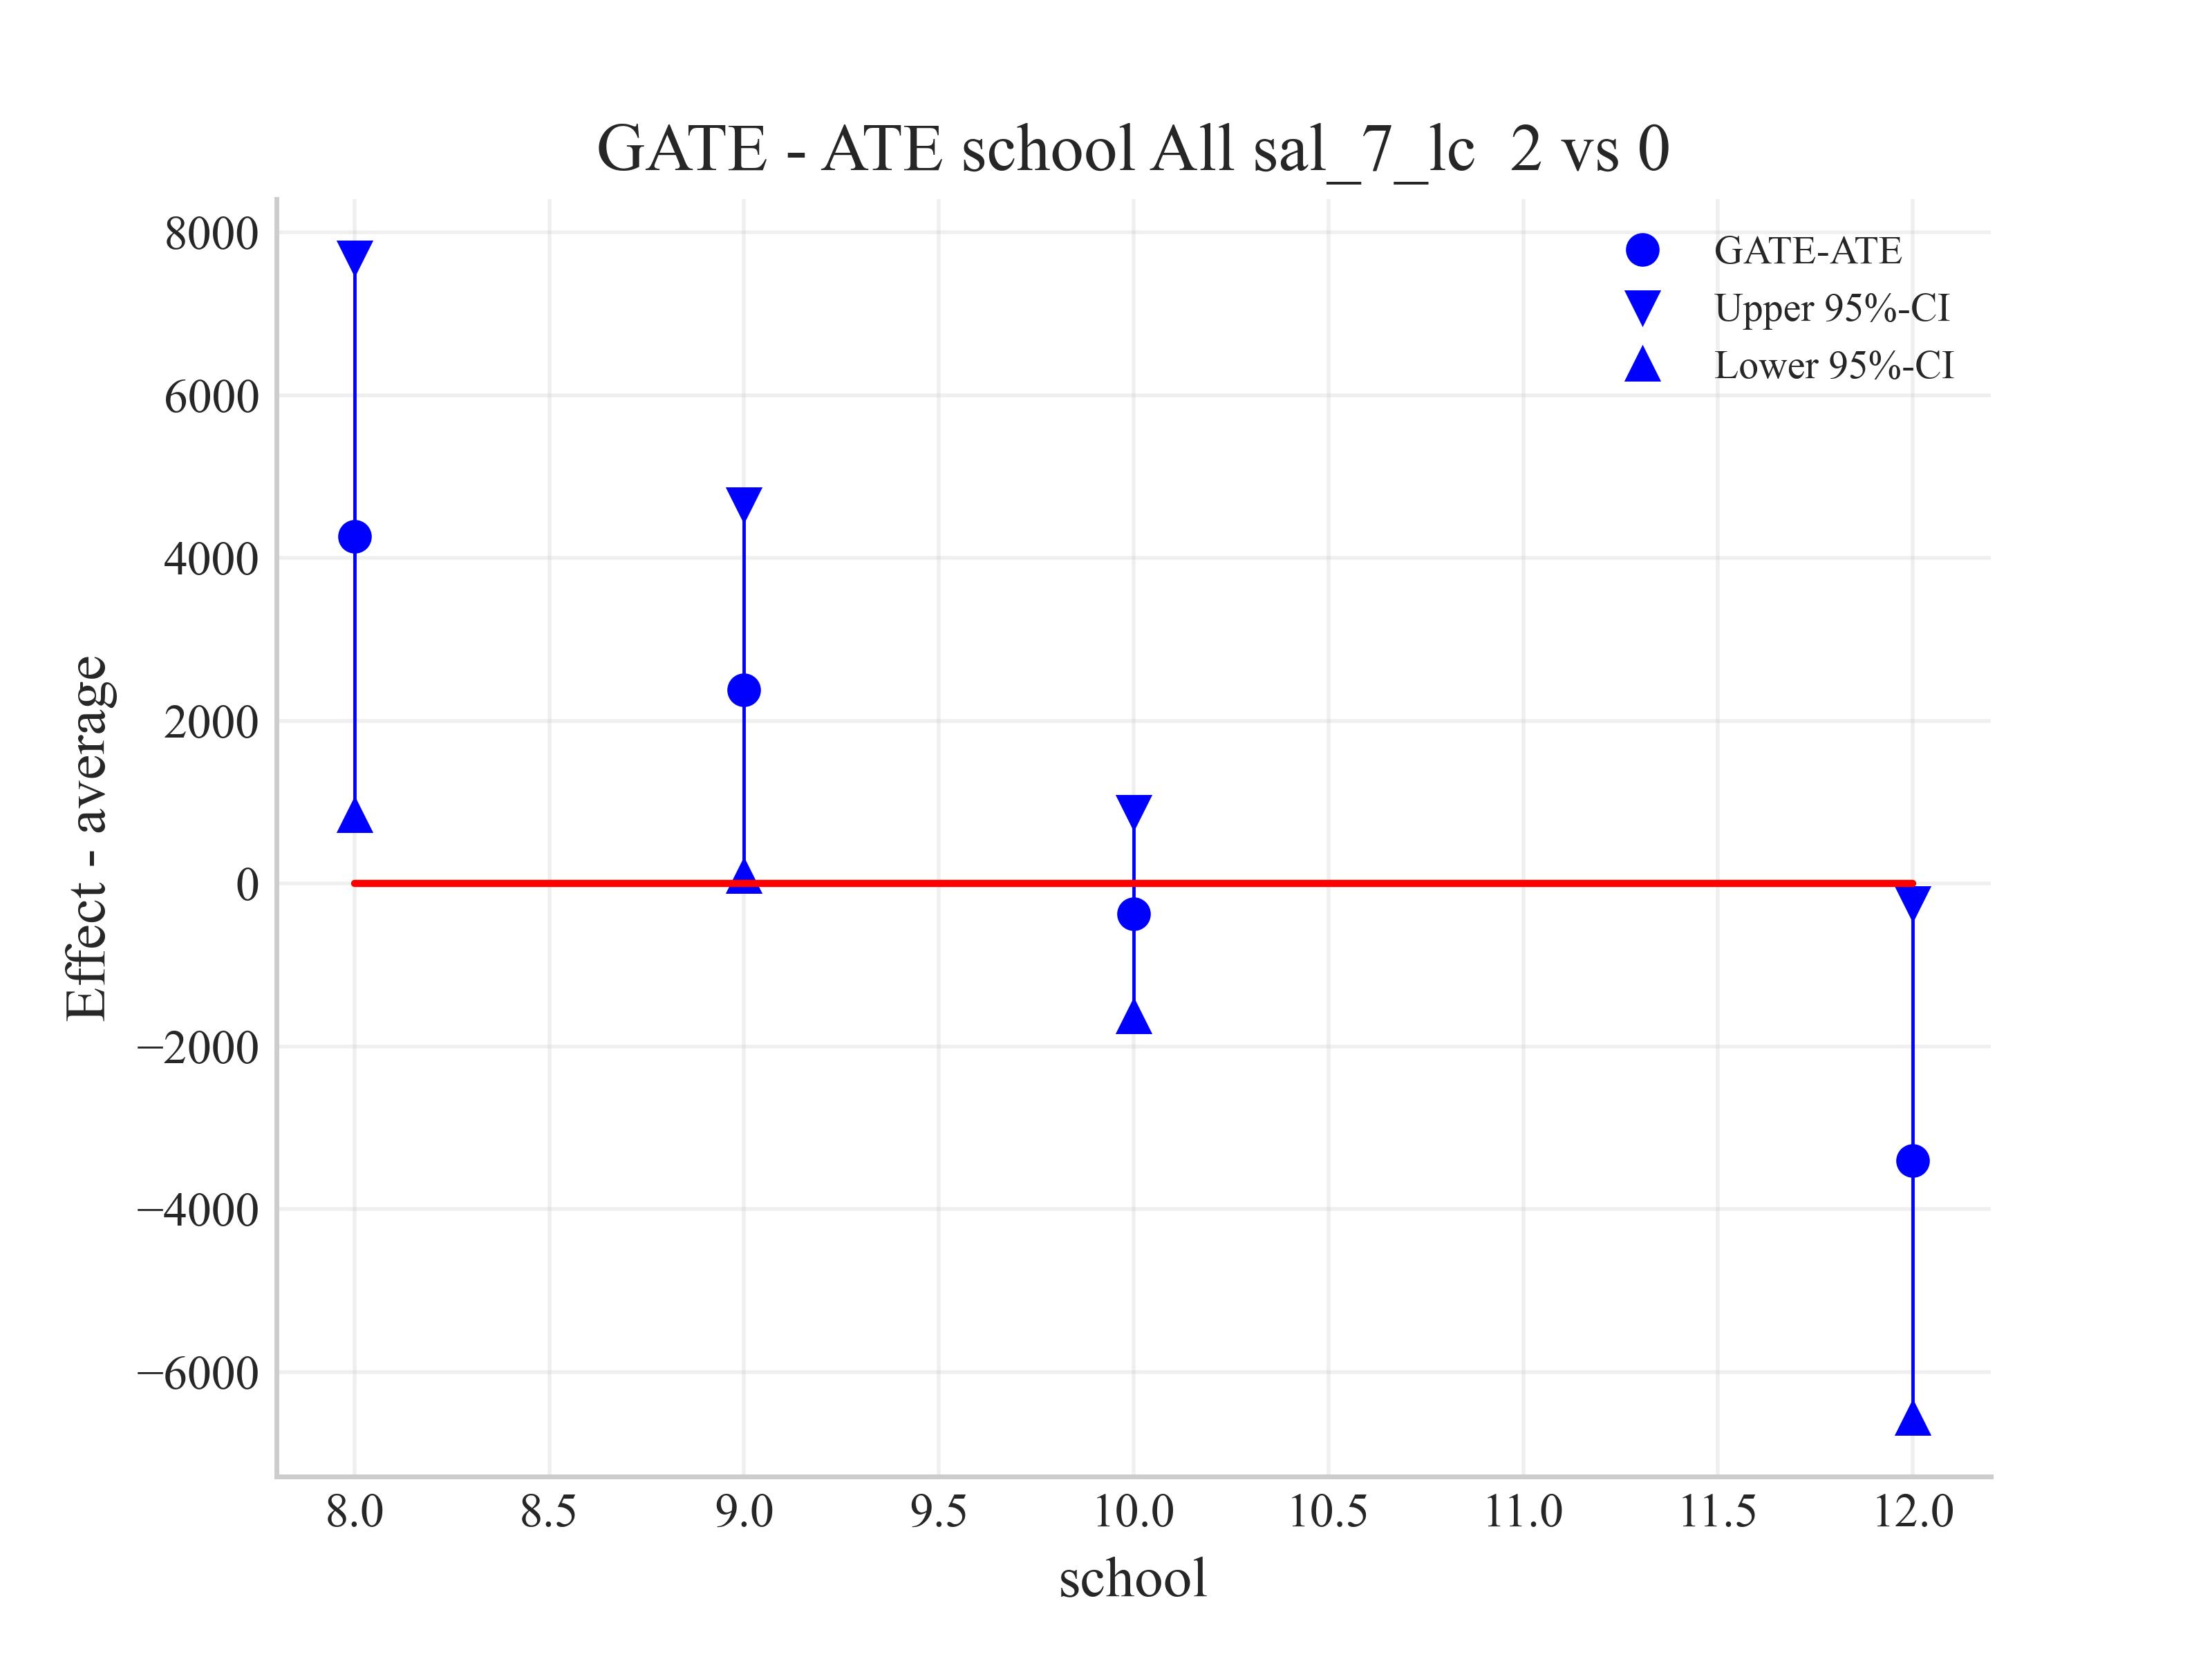 GATE - ATE school All sal_7_lc  2 vs 0
GATE-ATE
Upper 95%-CI
Lower 95%-CI
Effect - average
8000
6000
4000
2000
0
−2000
−4000
−6000
8.0 8.5 9.0 9.5 10.0 10.5 11.0 11.5 12.0
school